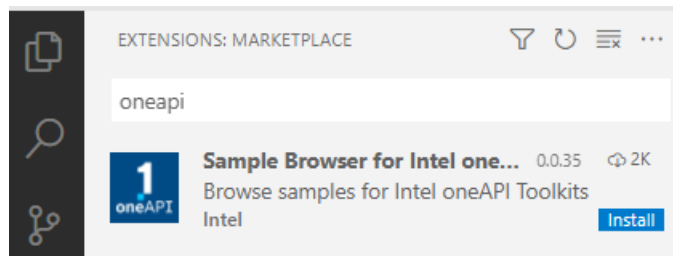 EXTENSIONS: MARKETPLACE
oneapi
Sample Browser for Intel one... 0.0.35 2K
1
oneAPI
Browse samples for Intel oneAPI Toolkits
Intel Install